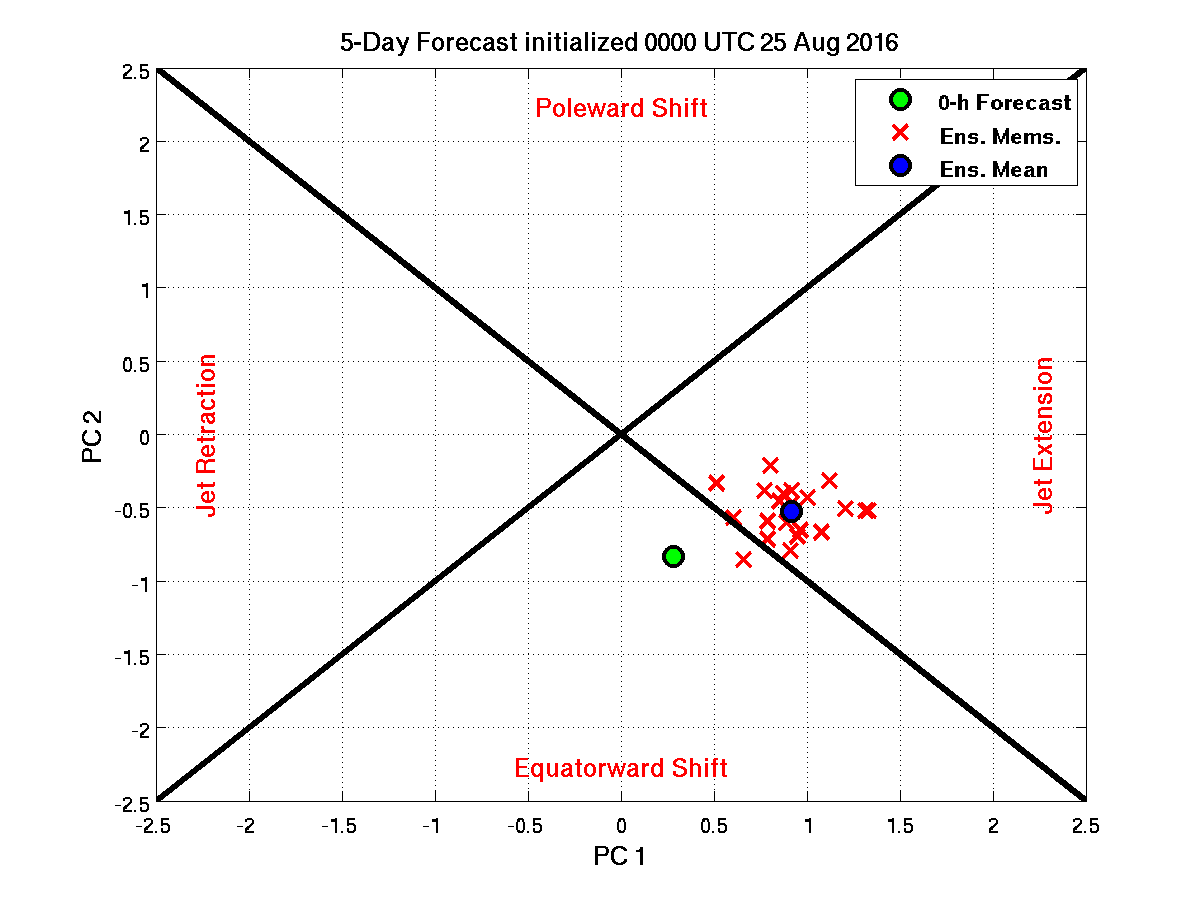 5-Day Forecast initialized 0000 UTC 25 Aug 2016
2.5
2
1.5
1
0.5
0
-0.5
-1
-1.5
-2
-2.5
PC 2
Poleward Shift
0-h Forecast
Ens. Mems.
Ens. Mean
Jet Retraction
Jet Extension
Equatorward Shift
-2.5 -2 -1.5 -1 -0.5 0 0.5 1 1.5 2 2.5
PC 1